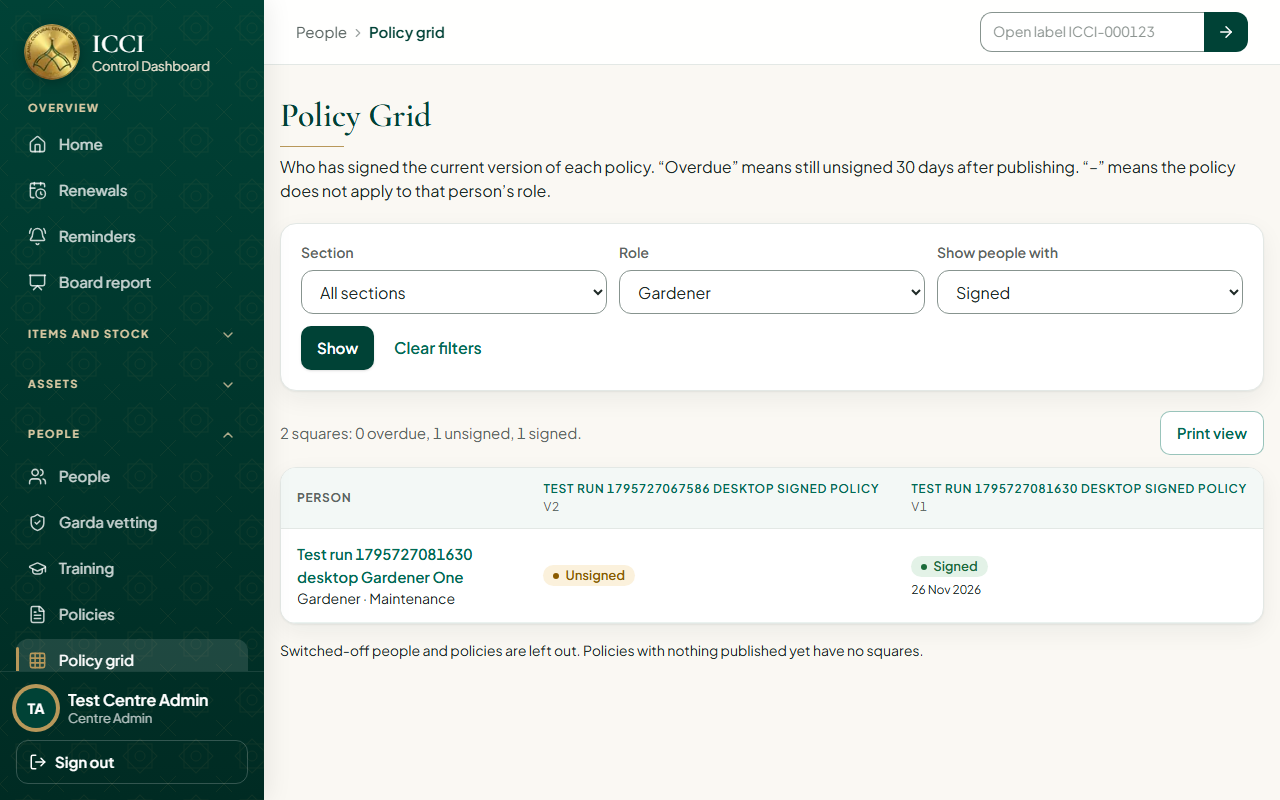 ICCI
Control Dashboard
OVERVIEW
Home
Renewals
Reminders
Board report
ITEMS AND STOCK
ASSETS
PEOPLE
People
Garda vetting
Training
Policies
Policy grid
TA
Test Centre Admin
Centre Admin
Sign out
People › Policy grid
Open label ICCI-000123
Policy Grid
Who has signed the current version of each policy. “Overdue” means still unsigned 30 days after publishing. “–” means the policy
does not apply to that person’s role.
Section
Role
Show people with
All sections
Gardener
Signed
Show
Clear filters
2 squares: 0 overdue, 1 unsigned, 1 signed.
Print view
PERSON
TEST RUN 1795727067586 DESKTOP SIGNED POLICY
V2
TEST RUN 1795727081630 DESKTOP SIGNED POLICY
V1
Test run 1795727081630
desktop Gardener One
Gardener · Maintenance
Unsigned
Signed
26 Nov 2026
Switched-off people and policies are left out. Policies with nothing published yet have no squares.